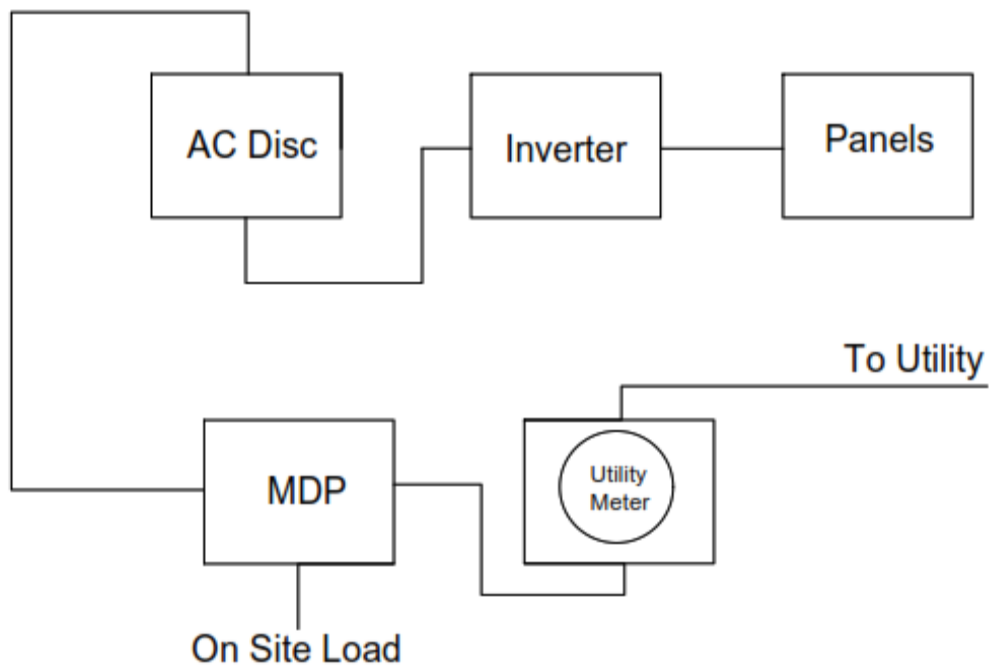 AC Disc
Inverter
Panels
To Utility
MDP
Utility
Meter
On Site Load